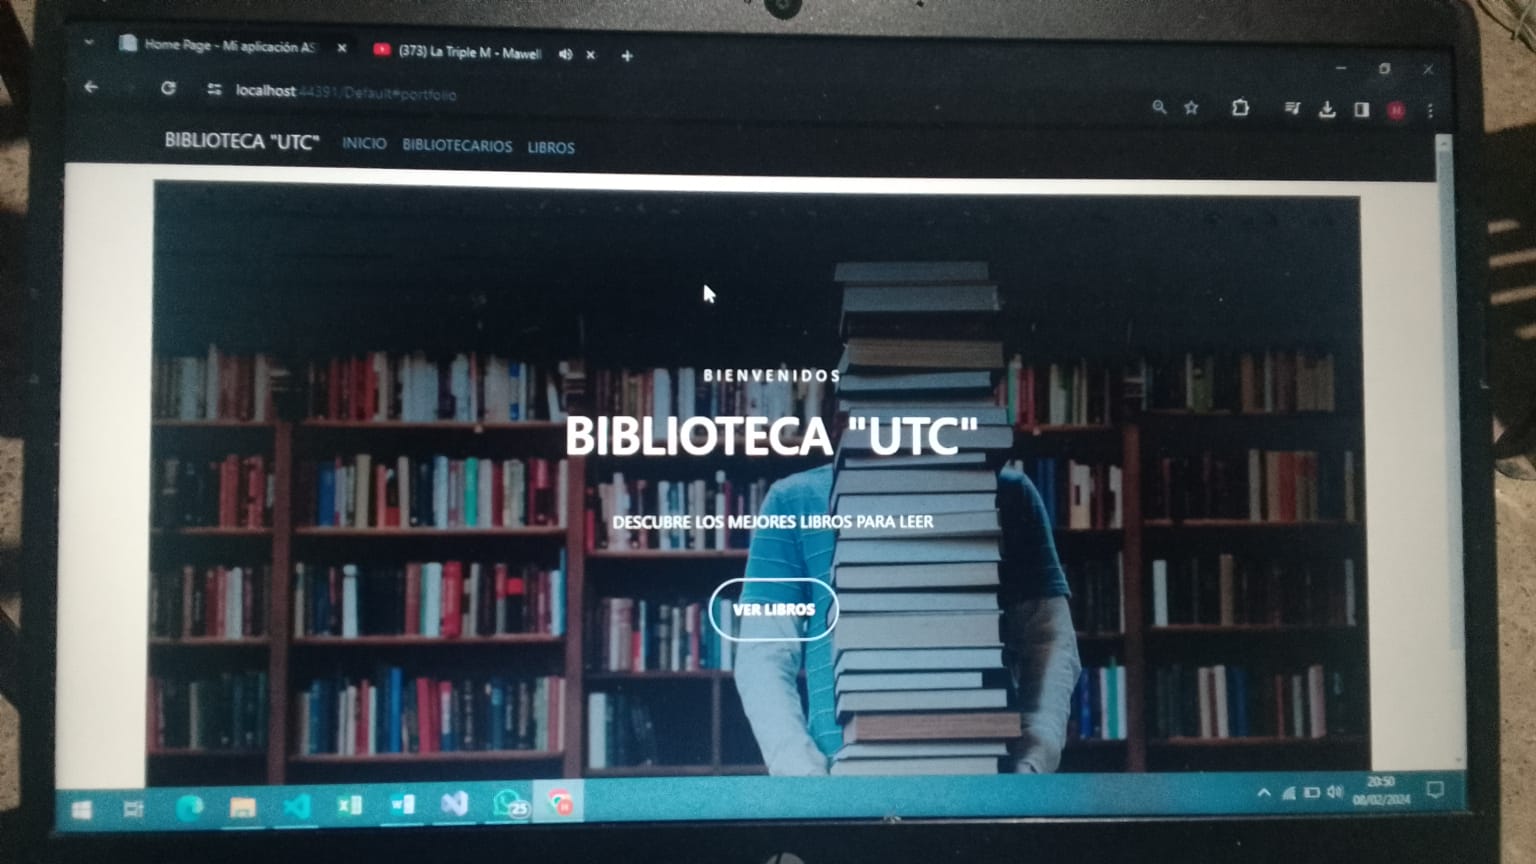 Home Page - Mi aplicación AS
(373) La Triple M - Mawell
localhost:44391/Default#portfolio
BIBLIOTECA "UTC" INICIO BIBLIOTECARIOS LIBROS
BIENVENIDOS
BIBLIOTECA "UTC"
DESCUBRE LOS MEJORES LIBROS PARA LEER
VER LIBROS
25
20:50
08/02/2024